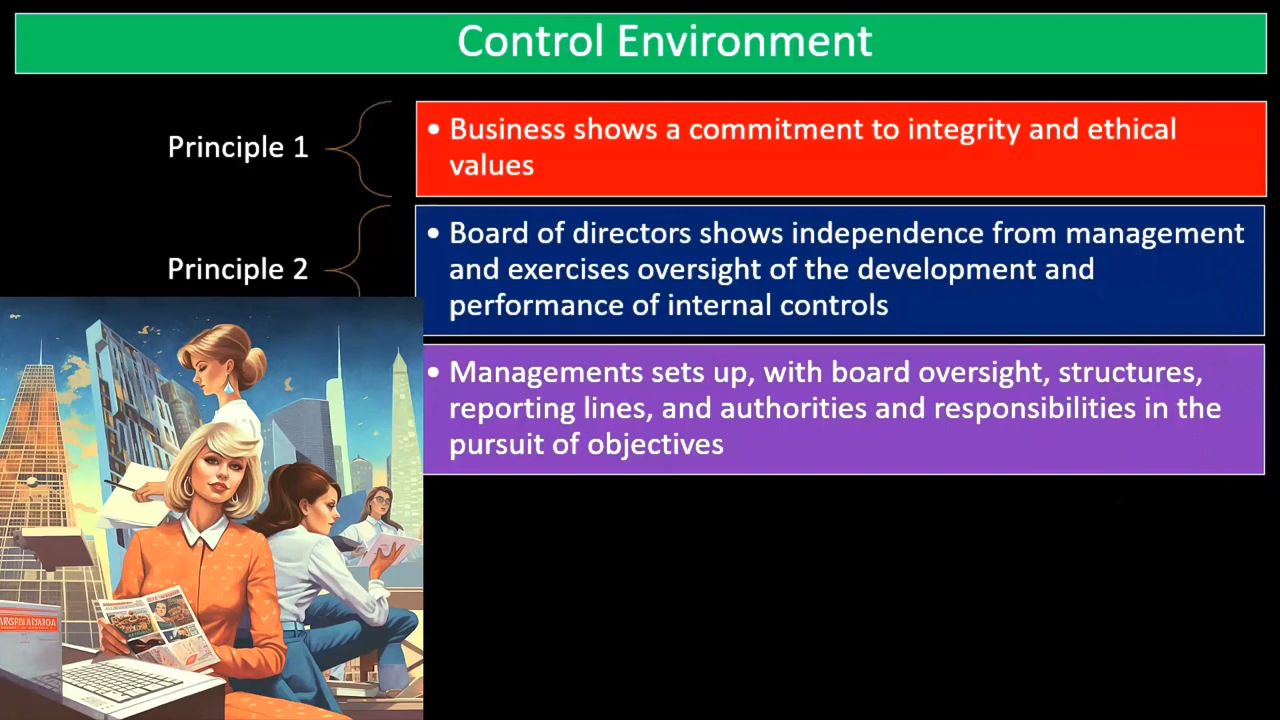 Control Environment
Principle 1
• Business shows a commitment to integrity and ethical
values
Principle 2
• Board of directors shows independence from management
and exercises oversight of the development and
performance of internal controls
• Managements sets up, with board oversight, structures,
reporting lines, and authorities and responsibilities in the
pursuit of objectives